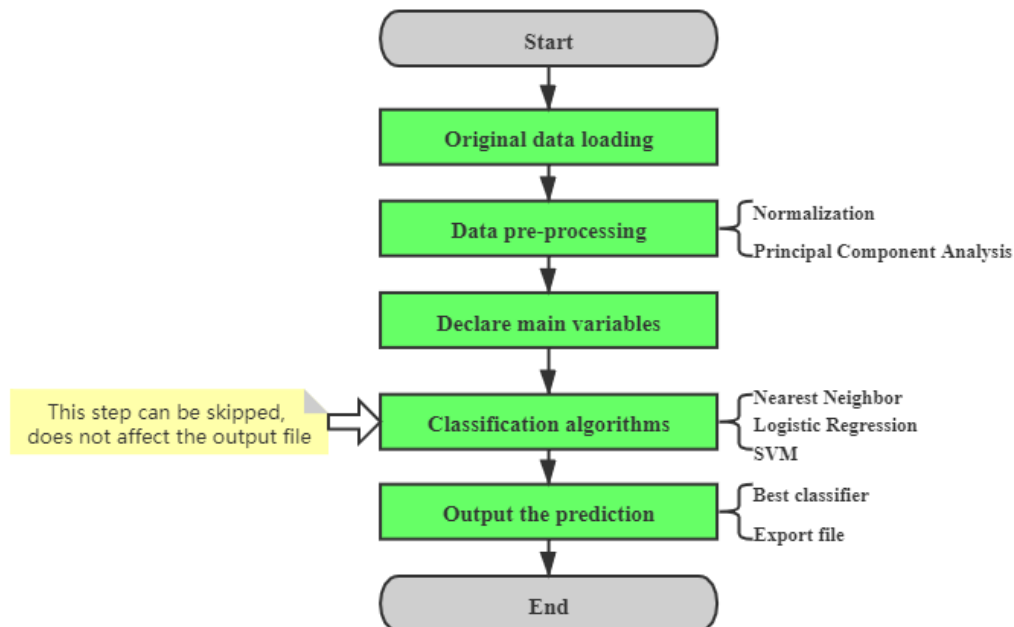 Start
Original data loading
Data pre-processing
Normalization
Principal Component Analysis
Declare main variables
This step can be skipped,
does not affect the output file
Classification algorithms
Nearest Neighbor
Logistic Regression
SVM
Output the prediction
Best classifier
Export file
End